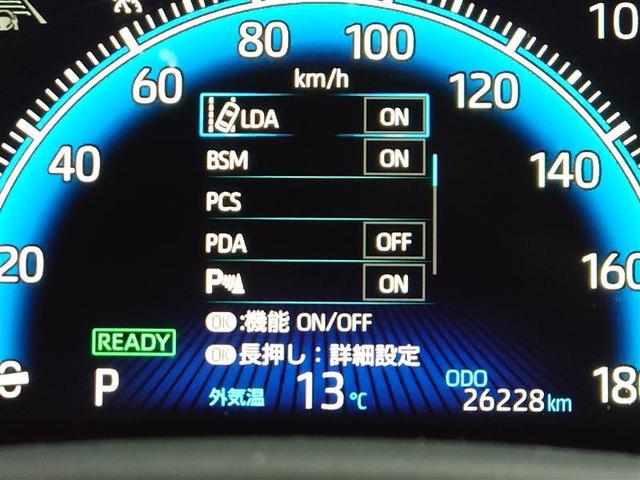 80 100
km/h
60 120
LDA ON
BSM ON
40 PCS 140
PDA OFF
20 160
P ON
OK:機能 ON/OFF
READY
OK長押し:詳細設定
P 外気温 13℃ ODO 26228km 180